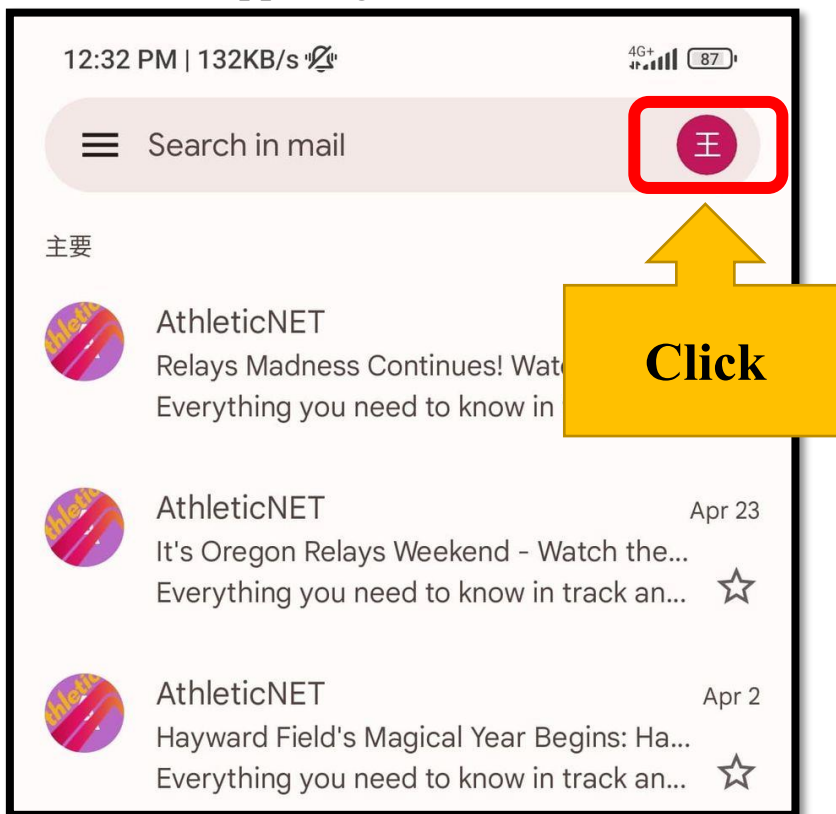 12:32 PM | 132KB/s
4G+
87
Search in mail
王
主要
AthleticNET
Relays Madness Continues!
Everything you need to know in
Click
AthleticNET
Apr 23
It's Oregon Relays Weekend - Watch the...
Everything you need to know in track an...
AthleticNET
Apr 2
Hayward Field's Magical Year Begins: Ha...
Everything you need to know in track an...